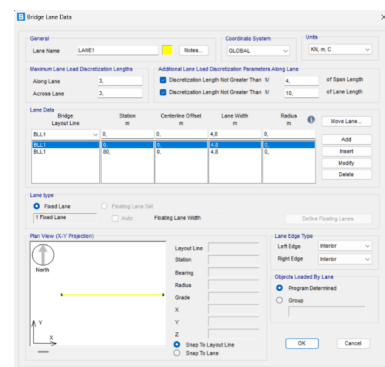 Bridge Lane Data
General
Lane Name LANE1 Notes...
Coordinate System
GLOBAL
Units
KN, m, C
Maximum Lane Load Discretization Lengths
Along Lane 3,
Across Lane 3,
Additional Lane Load Discretization Parameters Along Lane
Discretization Length Not Greater Than 1/ 4, of Span Length
Discretization Length Not Greater Than 1/ 10, of Lane Length
Lane Data
Bridge Layout Line Station m Centerline Offset m Lane Width m Radius m
BLL1 0, 0, 4,8 0,
BLL1 0, 0, 4,8 0,
BLL1 80, 0, 4,8 0,
Move Lane...
Add
Insert
Modify
Delete
Lane type
Fixed Lane Floating Lane Set
1 Fixed Lane Auto Floating Lane Width Define Floating Lanes
Plan View (X-Y Projection)
North
Y
X
Layout Line
Station
Bearing
Radius
Grade
X
Y
Z
Snap To Layout Line
Snap To Lane
Lane Edge Type
Left Edge Interior
Right Edge Interior
Objects Loaded By Lane
Program Determined
Group
OK Cancel